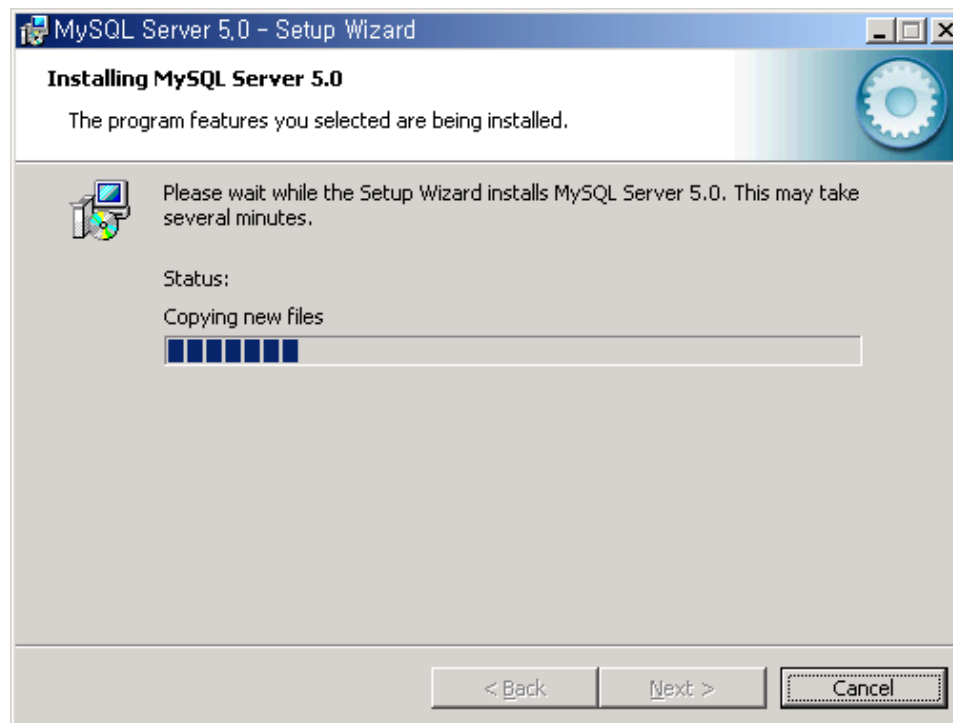 MySQL Server 5,0 - Setup Wizard
Installing MySQL Server 5.0
The program features you selected are being installed.
Please wait while the Setup Wizard installs MySQL Server 5.0. This may take
several minutes.
Status:
Copying new files
< Back
Next >
Cancel